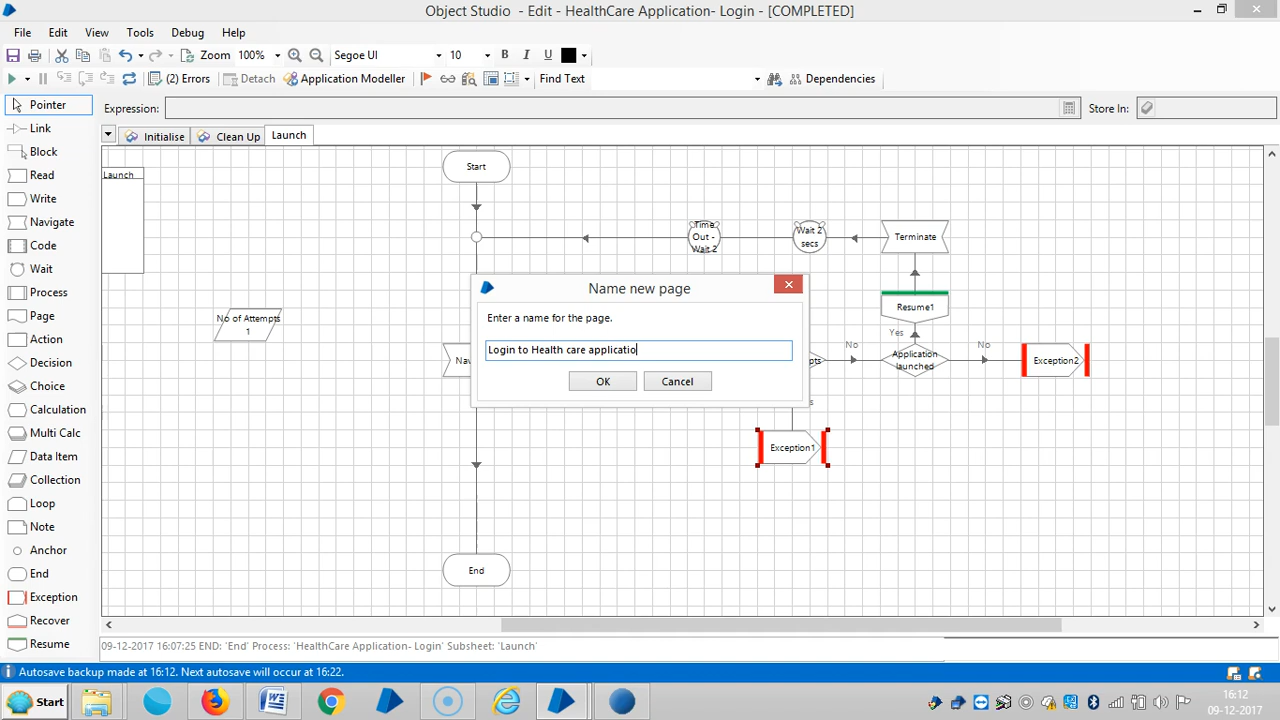 Object Studio - Edit - HealthCare Application- Login - [COMPLETED]
File Edit View Tools Debug Help
Zoom 100% Segoe UI 10 B I U
(2) Errors Detach Application Modeller Find Text Dependencies
Pointer Expression: Store In:
Link Initialise Clean Up Launch
Block
Read
Write
Navigate
Code
Wait
Process
Page
Action
Decision
Choice
Calculation
Multi Calc
Data Item
Collection
Loop
Note
Anchor
End
Exception
Recover
Resume
Launch
Start
Time Out - Wait 2
Wait 2 secs
Terminate
Resume1
Yes
No of Attempts
1
No
Application launched
No
Exception2
Exception1
End
Name new page
Enter a name for the page.
Login to Health care applicatio
OK Cancel
09-12-2017 16:07:25 END: 'End' Process: 'HealthCare Application- Login' Subsheet: 'Launch'
Autosave backup made at 16:12. Next autosave will occur at 16:22.
Start
16:12
09-12-2017